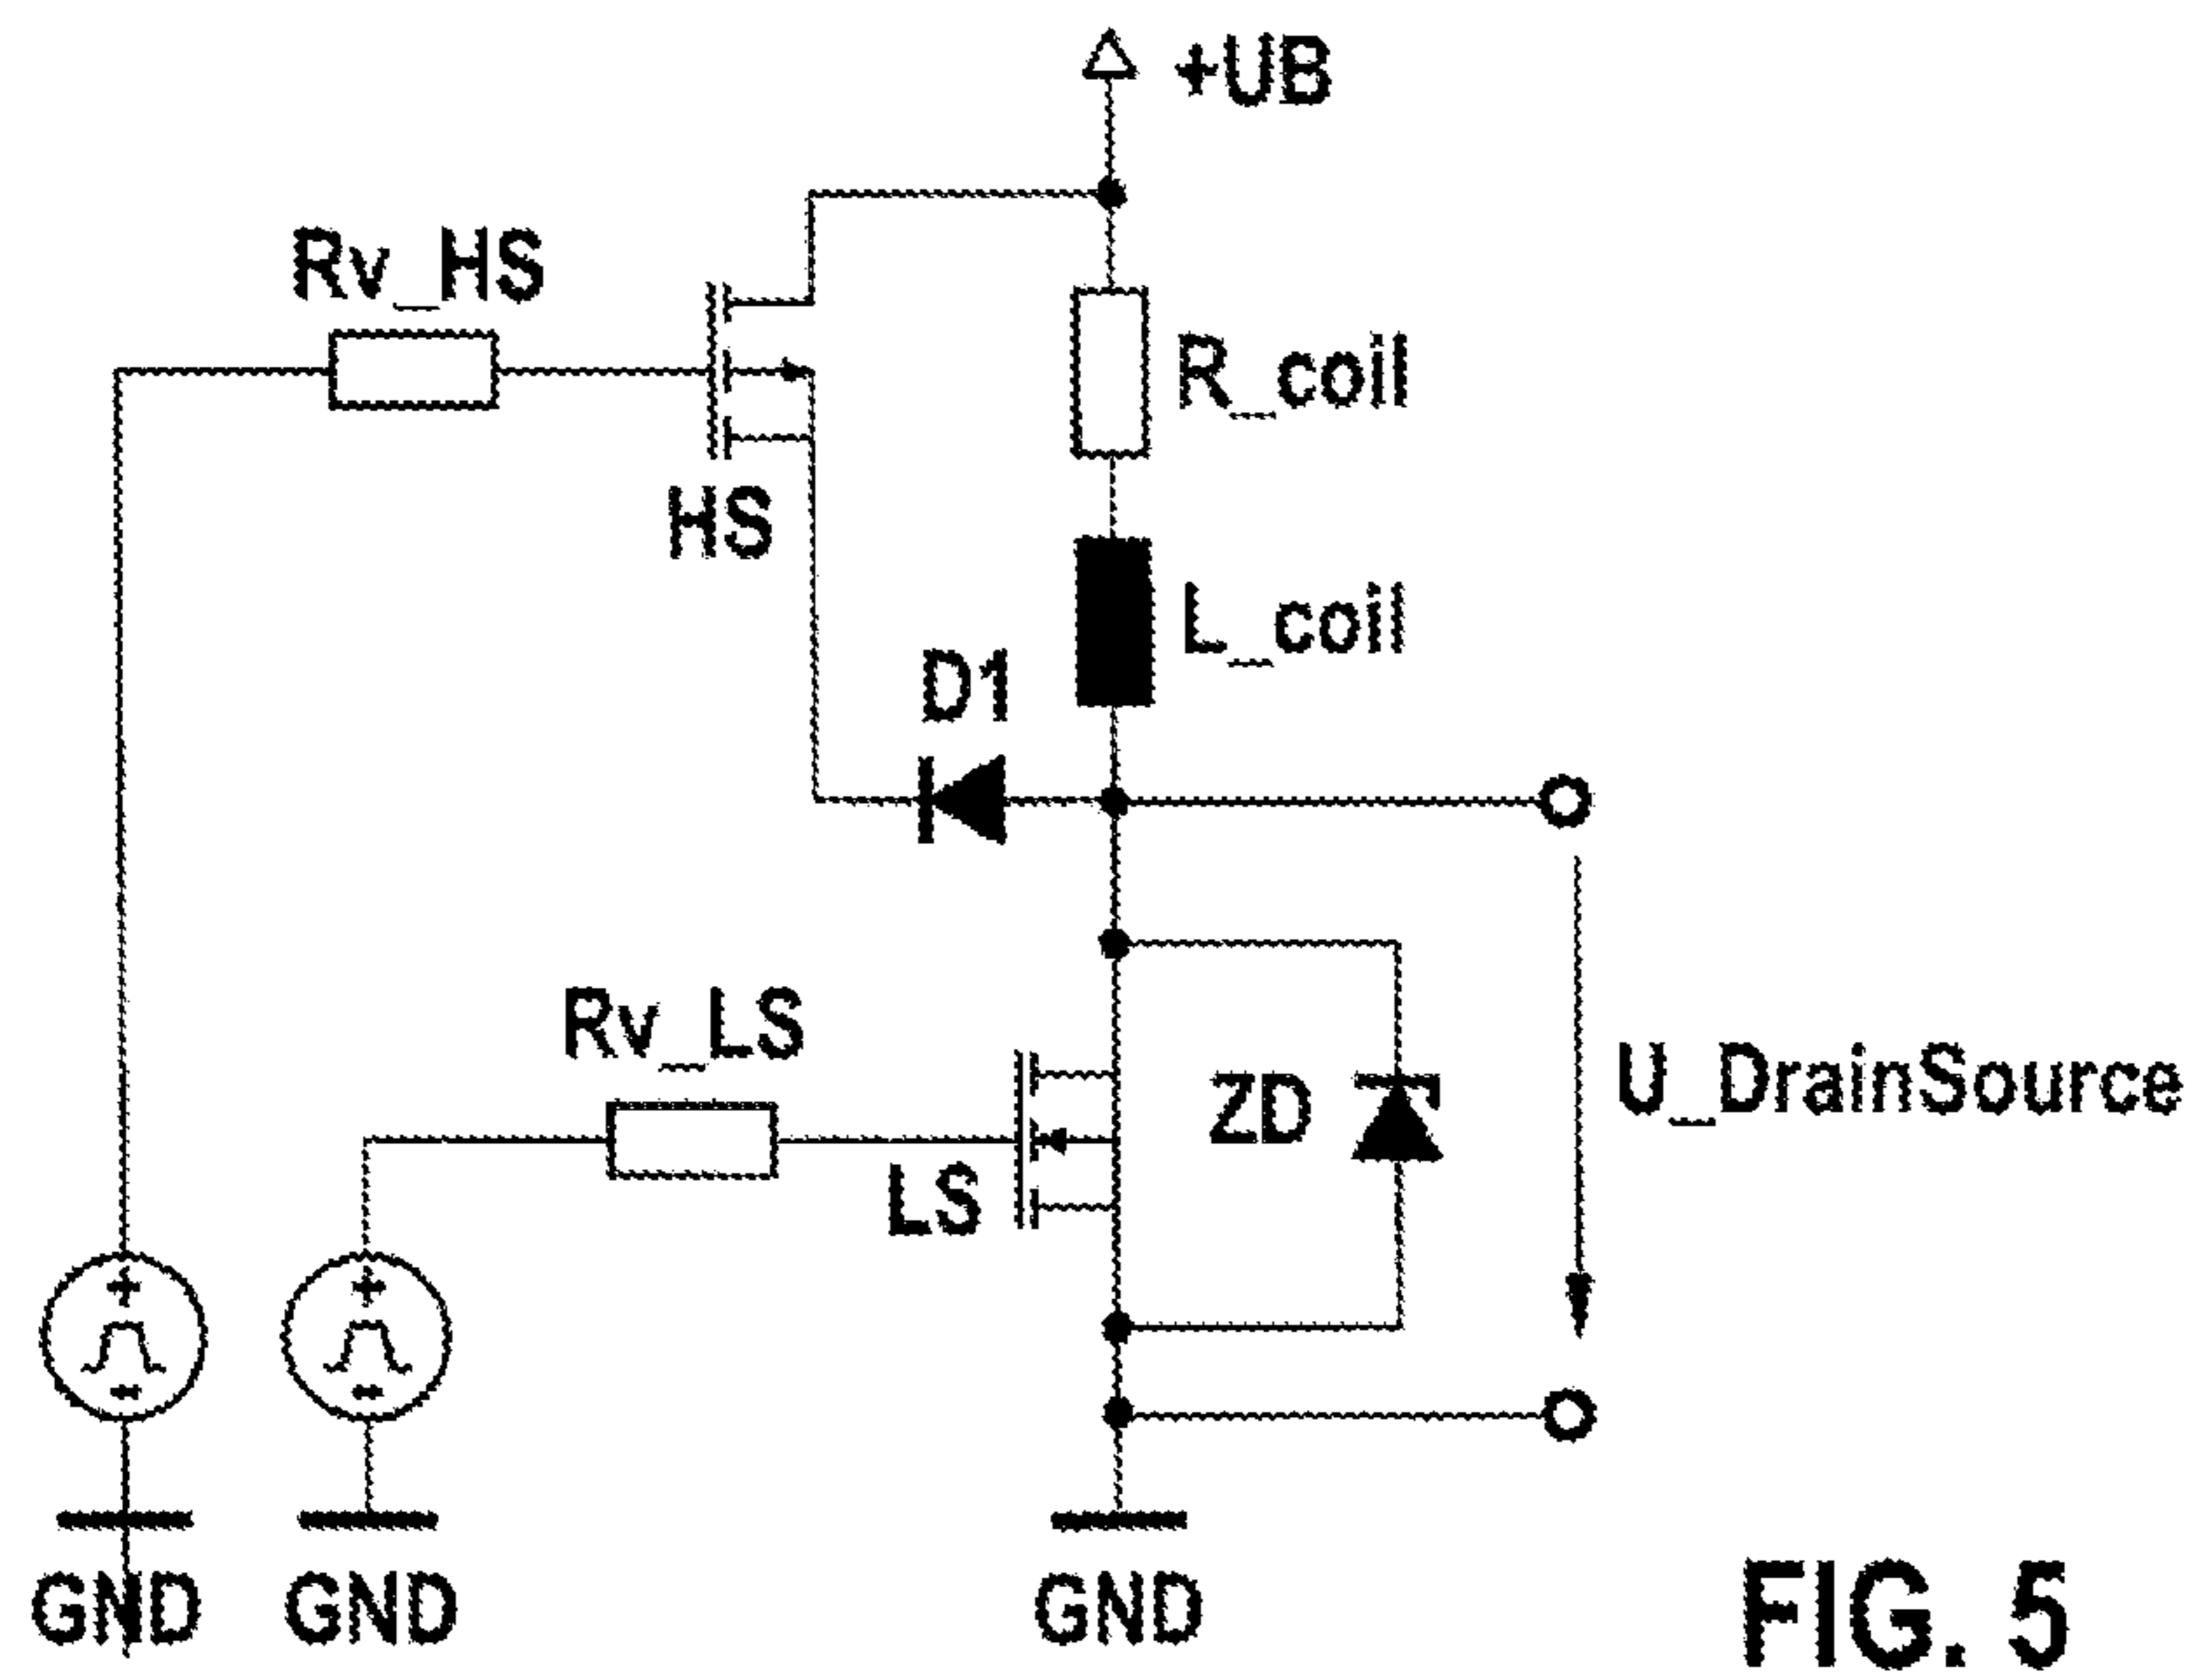 +UB
Rv_HS
R_coil
HS
L_coil
D1
Rv_LS
ZD
U_DrainSource
LS
+
+
-
-
GND
GND
GND
FIG. 5